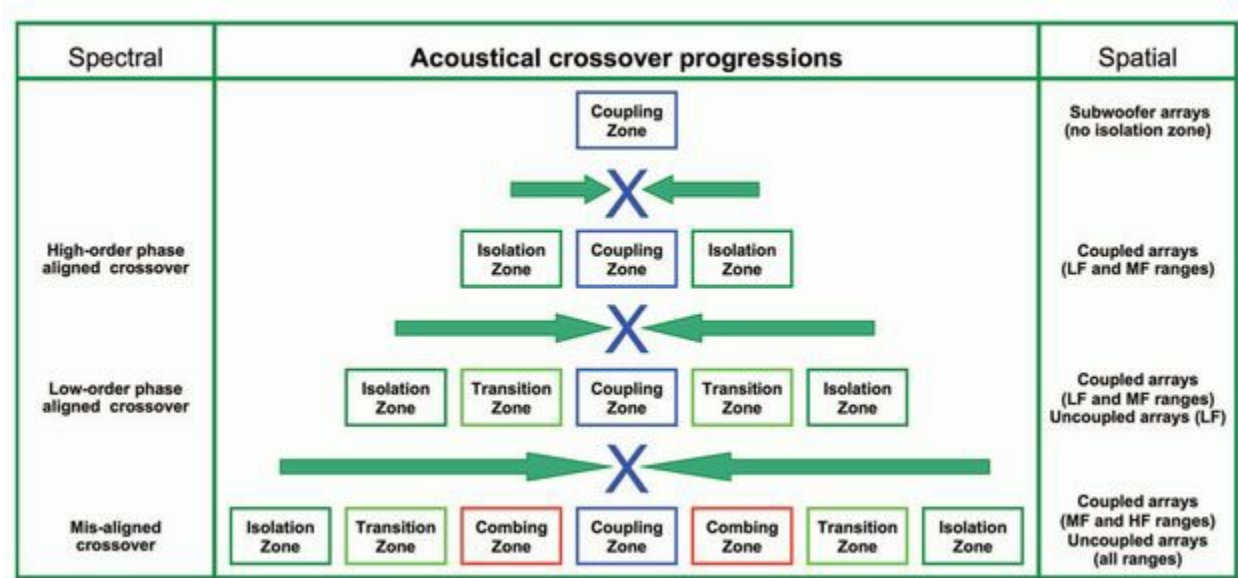 Spectral
Acoustical crossover progressions
Spatial
Coupling
Zone
Subwoofer arrays
(no isolation zone)
X
High-order phase
aligned crossover
Isolation
Zone
Coupling
Zone
Isolation
Zone
Coupled arrays
(LF and MF ranges)
X
Low-order phase
aligned crossover
Isolation
Zone
Transition
Zone
Coupling
Zone
Transition
Zone
Isolation
Zone
Coupled arrays
(LF and MF ranges)
Uncoupled arrays (LF)
X
Mis-aligned
crossover
Isolation
Zone
Transition
Zone
Combing
Zone
Coupling
Zone
Combing
Zone
Transition
Zone
Isolation
Zone
Coupled arrays
(MF and HF ranges)
Uncoupled arrays
(all ranges)